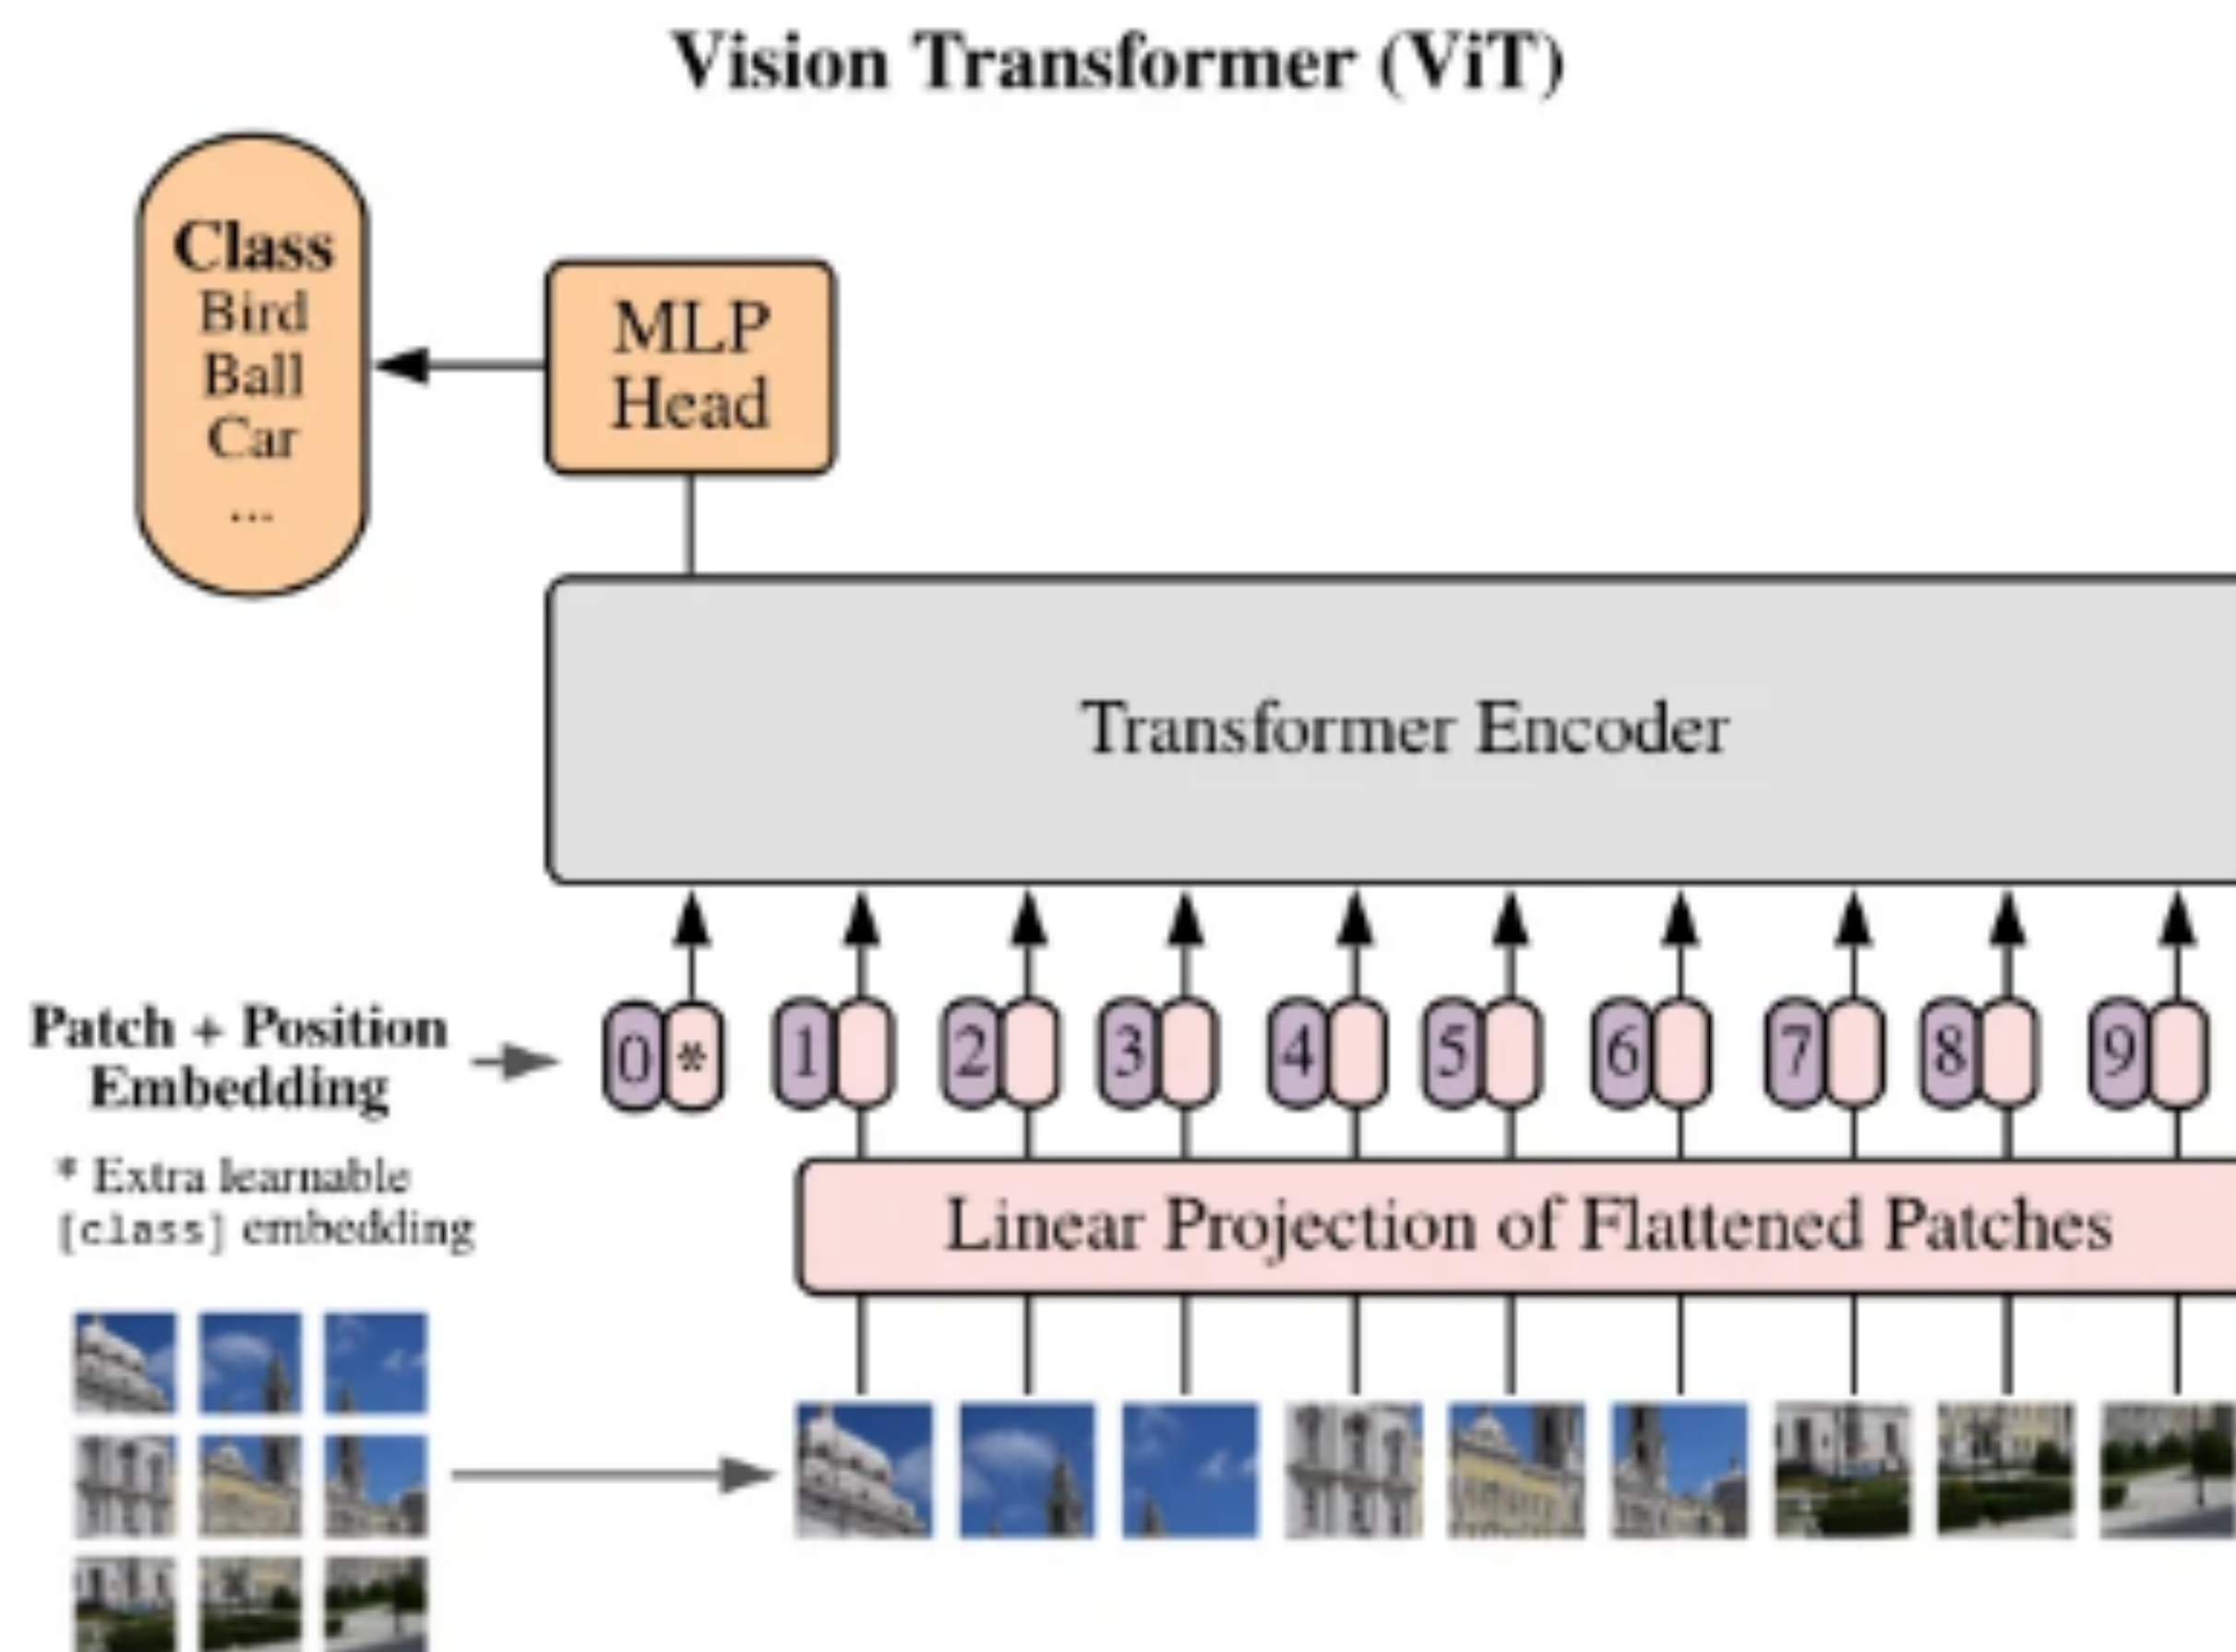 Vision Transformer (ViT)
Class
Bird
Ball
Car
...
MLP
Head
Transformer Encoder
Patch + Position
Embedding
0 * 1 2 3 4 5 6 7 8 9
* Extra learnable
[class] embedding
Linear Projection of Flattened Patches